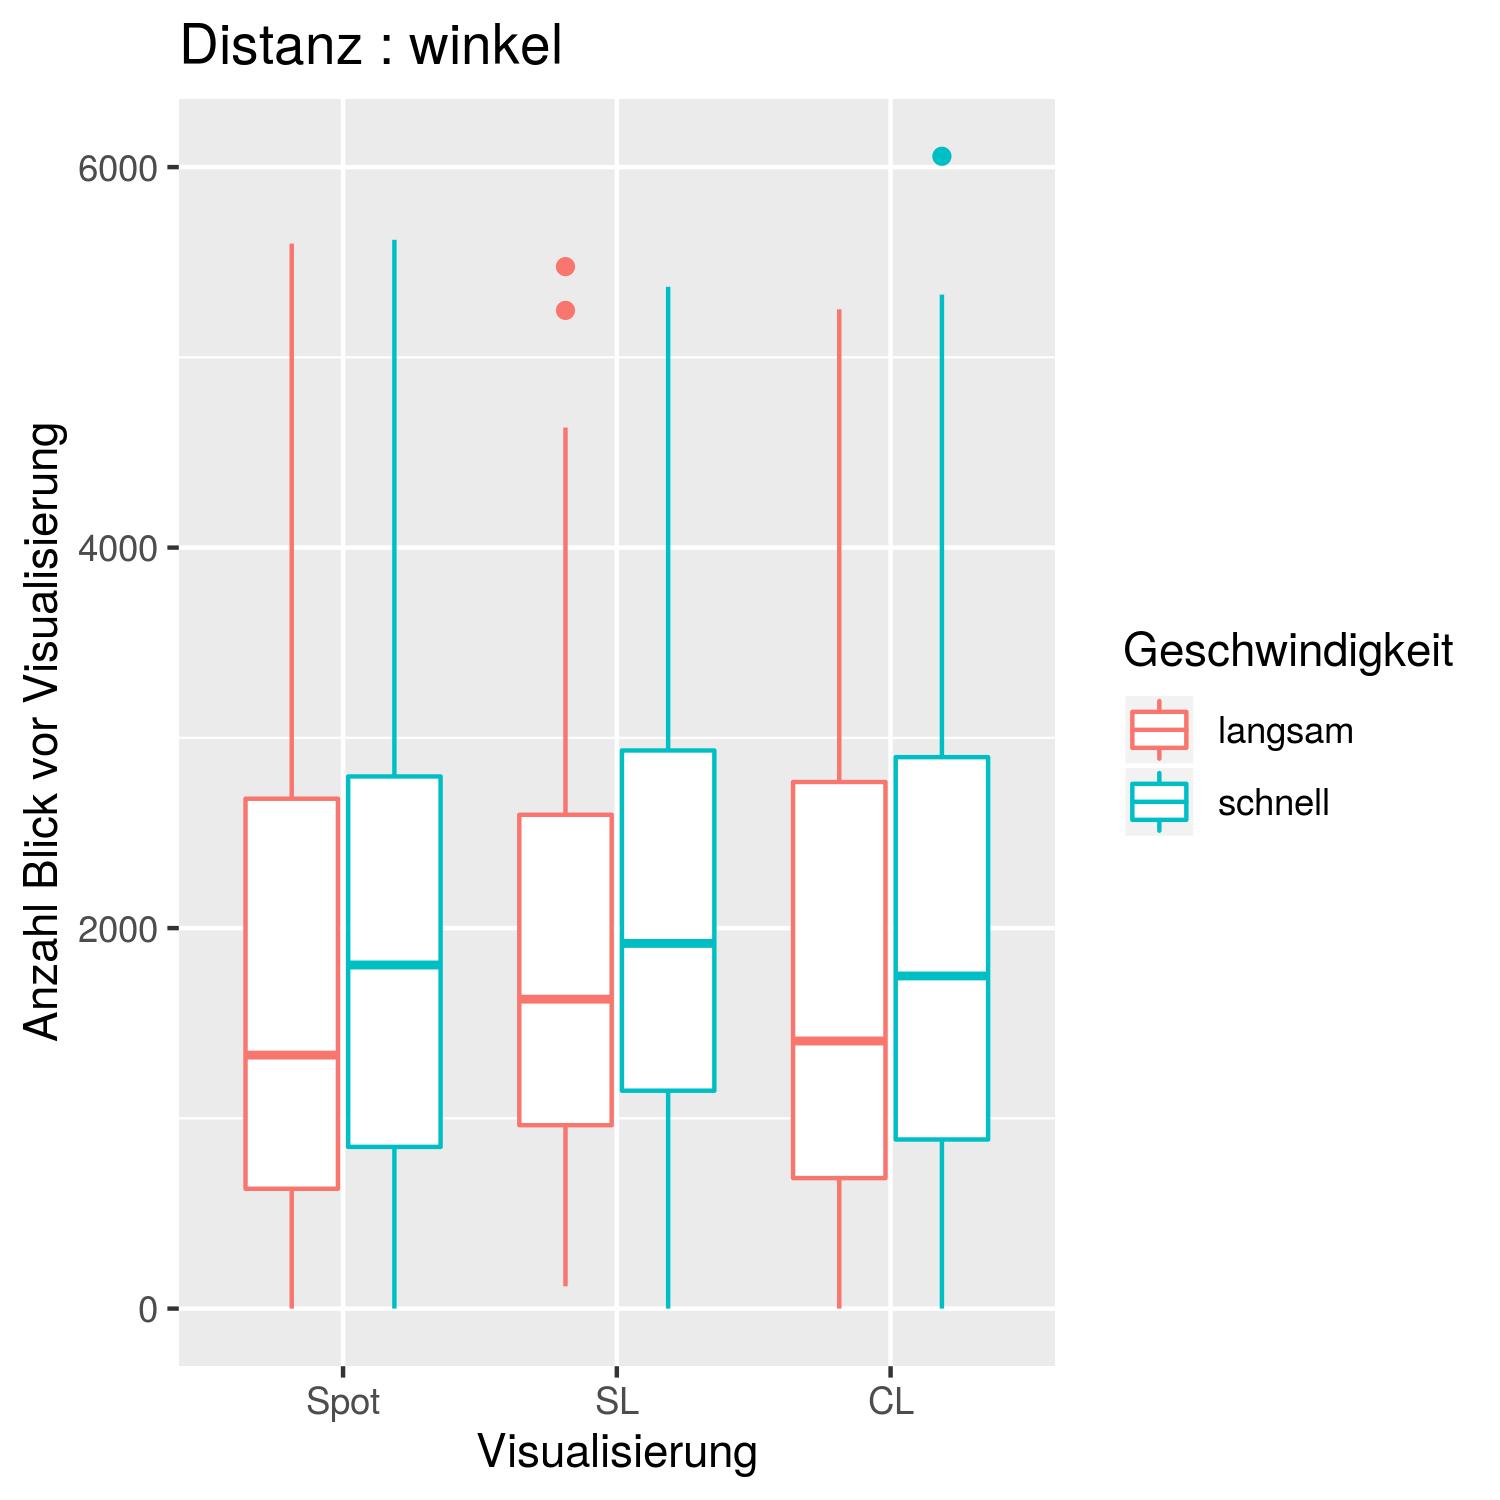 Distanz : winkel
Anzahl Blick vor Visualisierung
6000
4000
2000
0
Spot SL CL
Visualisierung
Geschwindigkeit
langsam
schnell